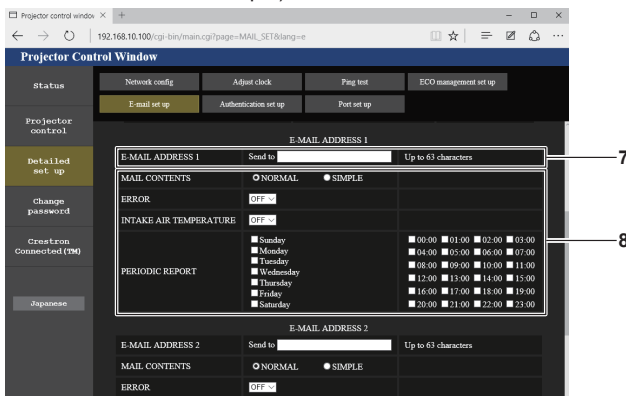 Projector control window × +
192.168.10.100/cgi-bin/main.cgi?page=MAIL_SET&lang=e
Projector Control Window
Status
Network config Adjust clock Ping test ECO management set up
E-mail set up Authentication set up Port set up
Projector control
Detailed set up
Change password
Crestron Connected(TM)
Japanese
E-MAIL ADDRESS 1
E-MAIL ADDRESS 1 Send to Up to 63 characters
7
MAIL CONTENTS NORMAL SIMPLE
ERROR OFF
INTAKE AIR TEMPERATURE OFF
8
PERIODIC REPORT
Sunday
Monday
Tuesday
Wednesday
Thursday
Friday
Saturday
00:00 01:00 02:00 03:00
04:00 05:00 06:00 07:00
08:00 09:00 10:00 11:00
12:00 13:00 14:00 15:00
16:00 17:00 18:00 19:00
20:00 21:00 22:00 23:00
E-MAIL ADDRESS 2
E-MAIL ADDRESS 2 Send to Up to 63 characters
MAIL CONTENTS NORMAL SIMPLE
ERROR OFF